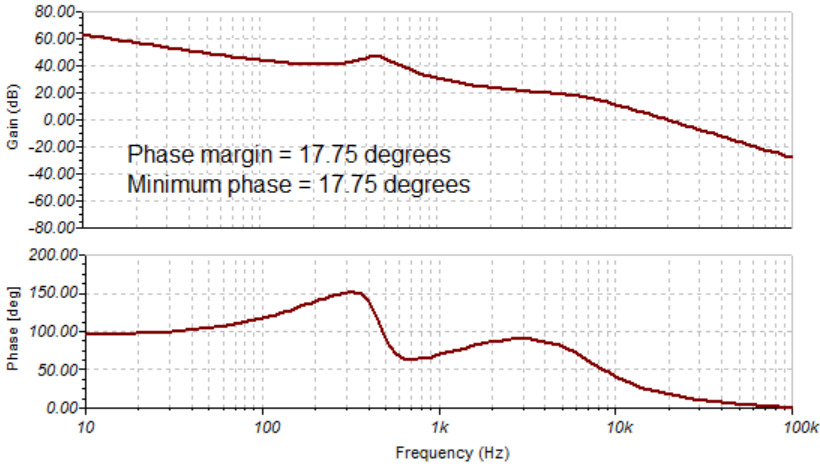 80.00
60.00
40.00
20.00
0.00
-20.00
-40.00
-60.00
-80.00
Gain (dB)
Phase margin = 17.75 degrees
Minimum phase = 17.75 degrees
200.00
150.00
100.00
50.00
0.00
Phase [deg]
10
100
1k
10k
100k
Frequency (Hz)